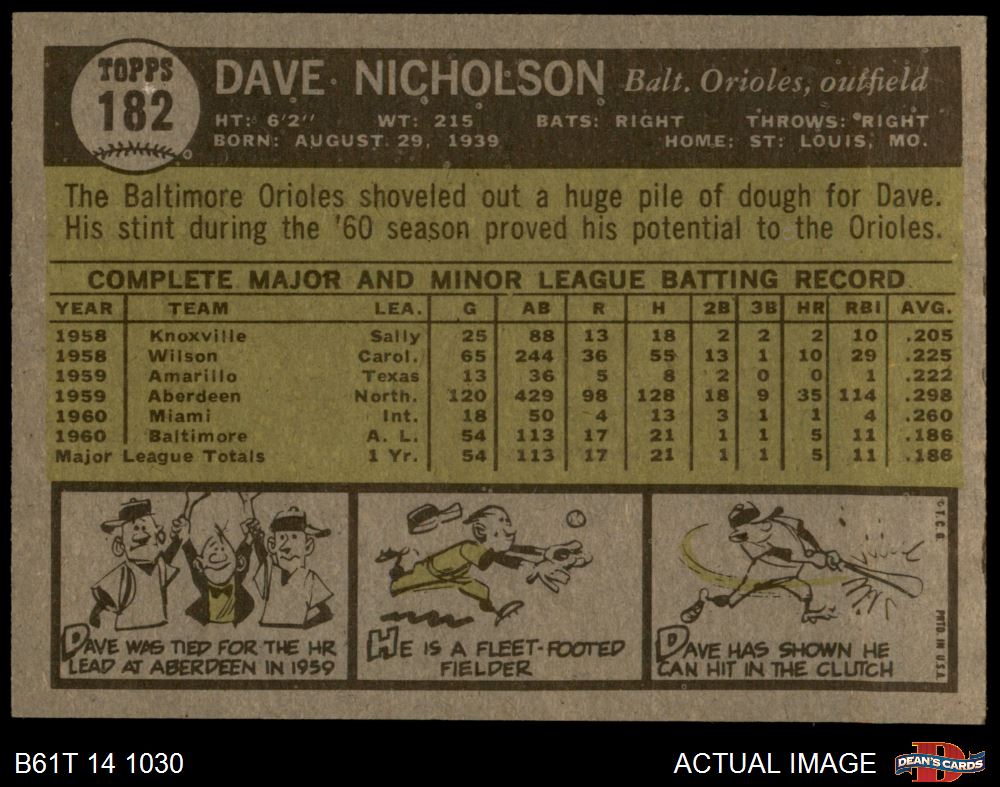 TOPPS
182
DAVE NICHOLSON Balt. Orioles, outfield
HT: 6'2" WT: 215 BATS: RIGHT THROWS: RIGHT
BORN: AUGUST 29, 1939 HOME: ST. LOUIS, MO.
The Baltimore Orioles shoveled out a huge pile of dough for Dave.
His stint during the '60 season proved his potential to the Orioles.
COMPLETE MAJOR AND MINOR LEAGUE BATTING RECORD
YEAR TEAM LEA. G AB R H 2B 3B HR RBI AVG.
1958 Knoxville Sally 25 88 13 18 2 2 2 10 .205
1958 Wilson Carol. 65 244 36 55 13 1 10 29 .225
1959 Amarillo Texas 13 36 5 8 2 0 0 1 .222
1959 Aberdeen North. 120 429 98 128 18 9 35 114 .298
1960 Miami Int. 18 50 4 13 3 1 1 4 .260
1960 Baltimore A. L. 54 113 17 21 1 1 5 11 .186
Major League Totals 1 Yr. 54 113 17 21 1 1 5 11 .186
DAVE WAS TIED FOR THE HR
LEAD AT ABERDEEN IN 1959
HE IS A FLEET-FOOTED
FIELDER
DAVE HAS SHOWN HE
CAN HIT IN THE CLUTCH
© T. C. G.
PRTD. IN U.S.A.
B61T 14 1030
ACTUAL IMAGE
DEAN'S CARDS